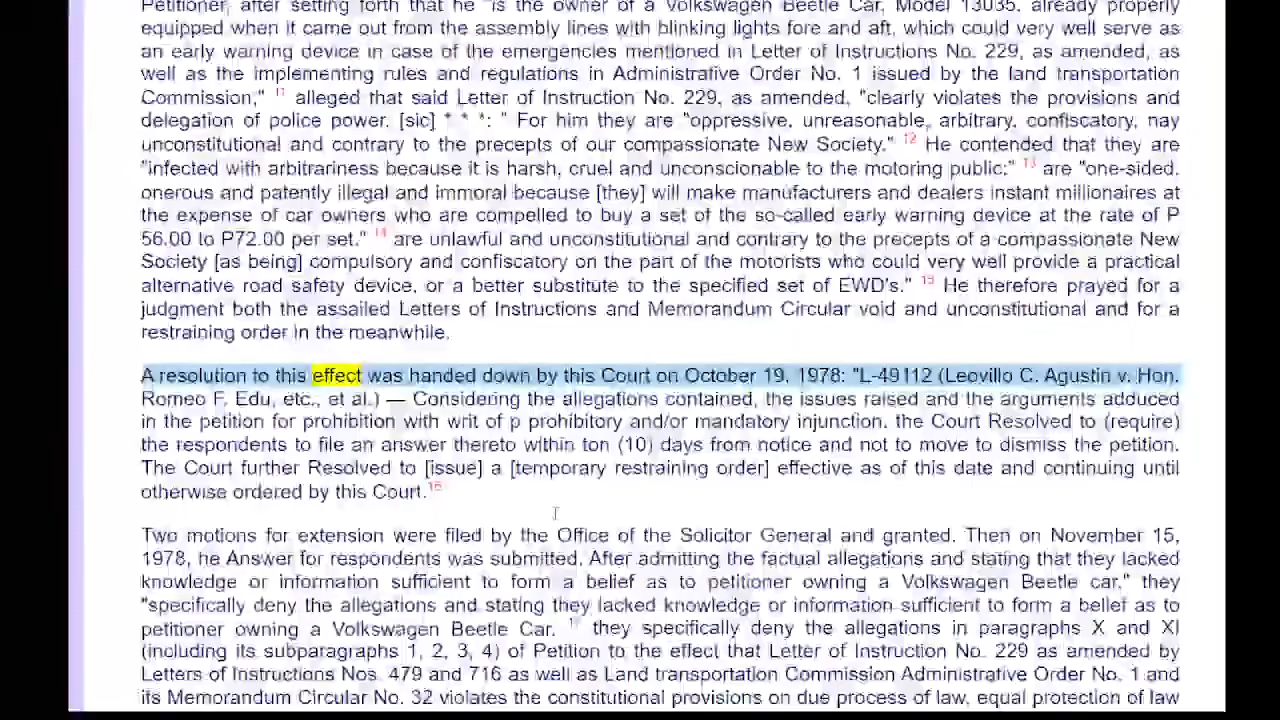 Petitioner, after setting forth that he "is the owner of a Volkswagen Beetle Car, Model 13035, already properly
equipped when it came out from the assembly lines with blinking lights fore and aft, which could very well serve as
an early warning device in case of the emergencies mentioned in Letter of Instructions No. 229, as amended, as
well as the implementing rules and regulations in Administrative Order No. 1 issued by the land transportation
Commission," 11 alleged that said Letter of Instruction No. 229, as amended, "clearly violates the provisions and
delegation of police power, [sic] * * *: " For him they are "oppressive, unreasonable, arbitrary, confiscatory, nay
unconstitutional and contrary to the precepts of our compassionate New Society." 12 He contended that they are
"infected with arbitrariness because it is harsh, cruel and unconscionable to the motoring public;" 13 are "one-sided,
onerous and patently illegal and immoral because [they] will make manufacturers and dealers instant millionaires at
the expense of car owners who are compelled to buy a set of the so-called early warning device at the rate of P
56.00 to P72.00 per set." 14 are unlawful and unconstitutional and contrary to the precepts of a compassionate New
Society [as being] compulsory and confiscatory on the part of the motorists who could very well provide a practical
alternative road safety device, or a better substitute to the specified set of EWD's." 15 He therefore prayed for a
judgment both the assailed Letters of Instructions and Memorandum Circular void and unconstitutional and for a
restraining order in the meanwhile.
A resolution to this effect was handed down by this Court on October 19, 1978: "L-49112 (Leovillo C. Agustin v. Hon.
Romeo F. Edu, etc., et al.) — Considering the allegations contained, the issues raised and the arguments adduced
in the petition for prohibition with writ of p prohibitory and/or mandatory injunction, the Court Resolved to (require)
the respondents to file an answer thereto within ton (10) days from notice and not to move to dismiss the petition.
The Court further Resolved to [issue] a [temporary restraining order] effective as of this date and continuing until
otherwise ordered by this Court. 16
Two motions for extension were filed by the Office of the Solicitor General and granted. Then on November 15,
1978, he Answer for respondents was submitted. After admitting the factual allegations and stating that they lacked
knowledge or information sufficient to form a belief as to petitioner owning a Volkswagen Beetle car," they
"specifically deny the allegations and stating they lacked knowledge or information sufficient to form a belief as to
petitioner owning a Volkswagen Beetle Car. they specifically deny the allegations in paragraphs X and XI
(including its subparagraphs 1, 2, 3, 4) of Petition to the effect that Letter of Instruction No. 229 as amended by
Letters of Instructions Nos. 479 and 716 as well as Land transportation Commission Administrative Order No. 1 and
its Memorandum Circular No. 32 violates the constitutional provisions on due process of law, equal protection of law